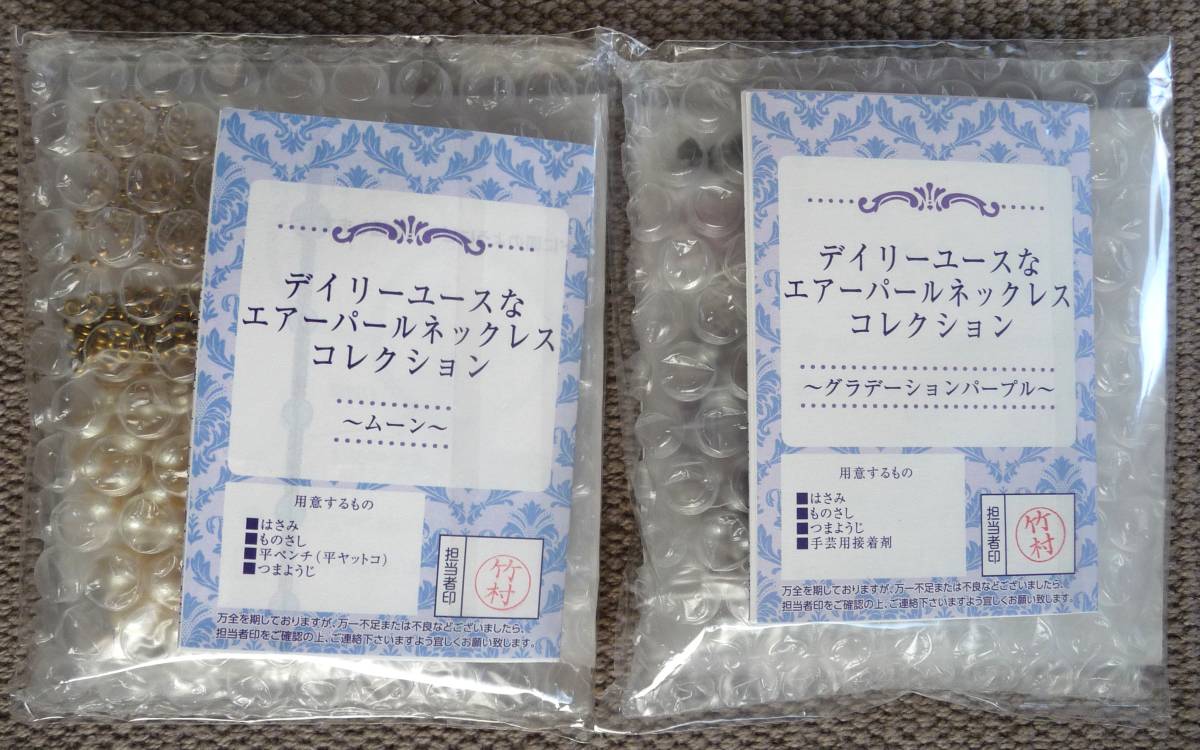 デイリーユースな
エアーパールネックレス
コレクション
～ムーン～
用意するもの
■はさみ
■ものさし
■平ペンチ(平ヤットコ)
■つまようじ
担当者印
竹村
万全を期しておりますが、万一不足または不良などございましたら、
担当者印をご確認の上、ご連絡下さいますよう宜しくお願い致します。
デイリーユースな
エアーパールネックレス
コレクション
～グラデーションパープル～
用意するもの
■はさみ
■ものさし
■つまようじ
■手芸用接着剤
担当者印
竹村
万全を期しておりますが、万一不足または不良などございましたら、
担当者印をご確認の上、ご連絡下さいますよう宜しくお願い致します。